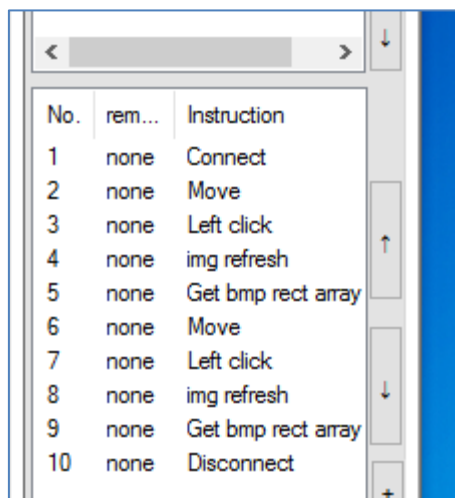 < > ↓
No. rem... Instruction
1 none Connect
2 none Move
3 none Left click
4 none img refresh
5 none Get bmp rect array
6 none Move
7 none Left click
8 none img refresh
9 none Get bmp rect array
10 none Disconnect
↑
↓
+